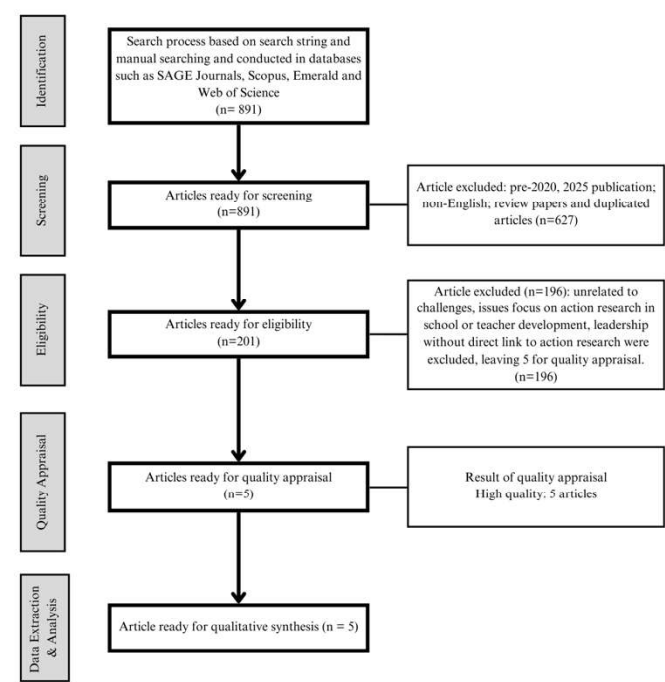 Identification
Search process based on search string and
manual searching and conducted in databases
such as SAGE Journals, Scopus, Emerald and
Web of Science
(n= 891)
Screening
Articles ready for screening
(n=891)
Article excluded: pre-2020, 2025 publication;
non-English; review papers and duplicated
articles (n=627)
Eligibility
Articles ready for eligibility
(n=201)
Article excluded (n=196): unrelated to
challenges, issues focus on action research in
school or teacher development, leadership
without direct link to action research were
excluded, leaving 5 for quality appraisal.
(n=196)
Quality Appraisal
Articles ready for quality appraisal
(n=5)
Result of quality appraisal
High quality: 5 articles
Data Extraction
& Analysis
Article ready for qualitative synthesis (n = 5)